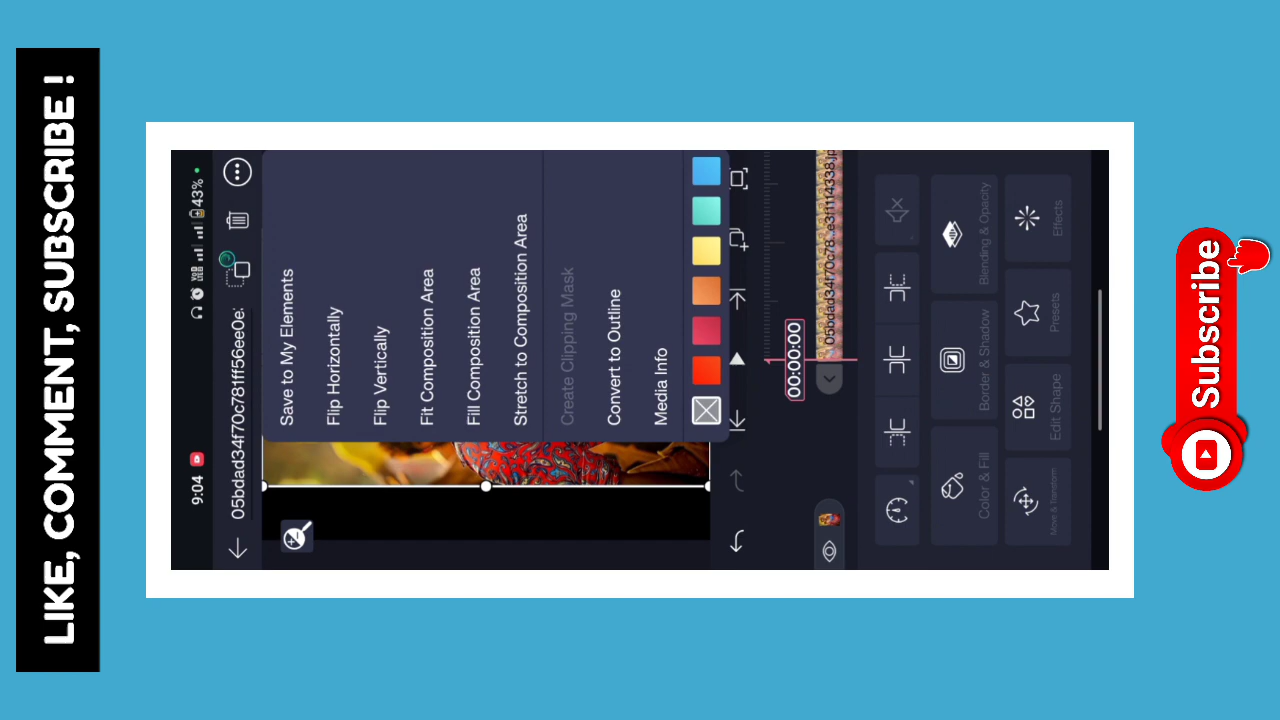 LIKE, COMMENT, SUBSCRIBE !
9:04
VoD LTE
43%
05bdad34f70c781ff56ee0e:
Save to My Elements
Flip Horizontally
Flip Vertically
Fit Composition Area
Fill Composition Area
Stretch to Composition Area
Create Clipping Mask
Convert to Outline
Media Info
00:00:00
05bdad34f70c78..e3f1114338.jp
Color & Fill
Border & Shadow
Blending & Opacity
Move & Transform
Edit Shape
Presets
Effects
Subscribe